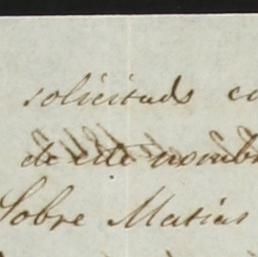 solicituds c
de este nombr
Sobre Matias